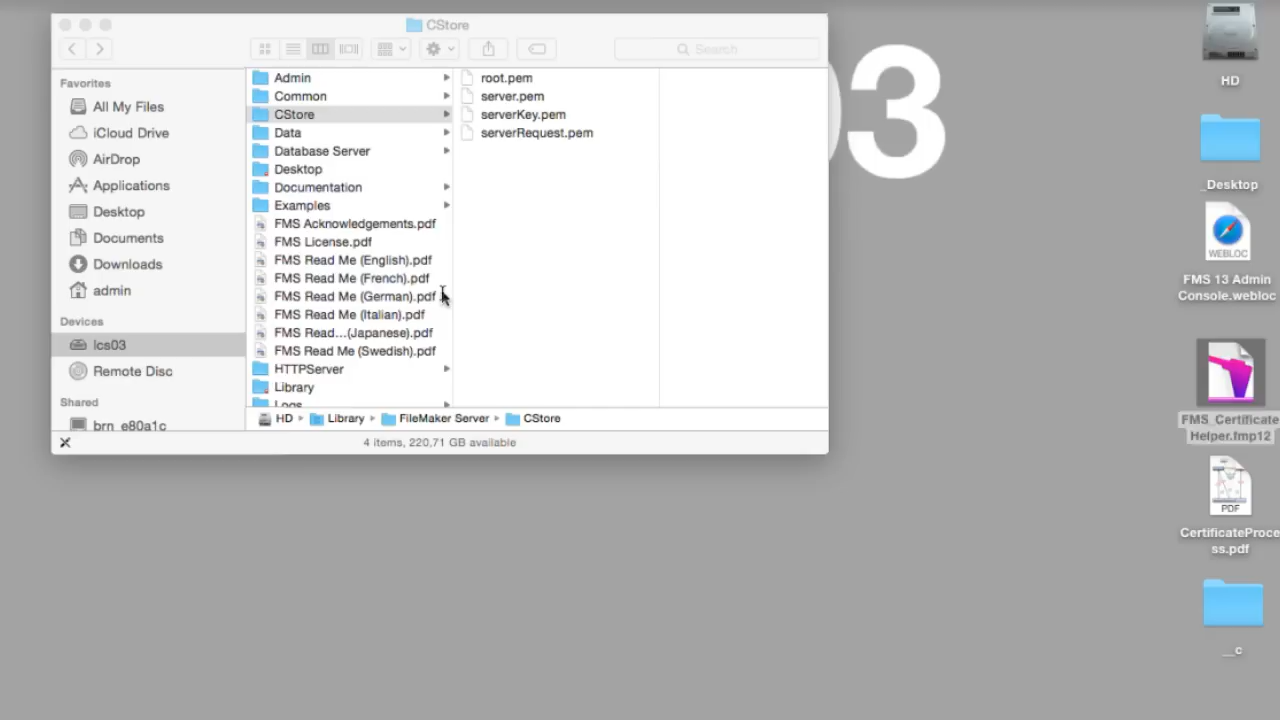 CStore
Search
Favorites
All My Files
iCloud Drive
AirDrop
Applications
Desktop
Documents
Downloads
admin
Devices
lcs03
Remote Disc
Shared
brn_e80a1c
Admin
Common
CStore
Data
Database Server
Desktop
Documentation
Examples
FMS Acknowledgements.pdf
FMS License.pdf
FMS Read Me (English).pdf
FMS Read Me (French).pdf
FMS Read Me (German).pdf
FMS Read Me (Italian).pdf
FMS Read...(Japanese).pdf
FMS Read Me (Swedish).pdf
HTTPServer
Library
Logs
root.pem
server.pem
serverKey.pem
serverRequest.pem
HD Library FileMaker Server CStore
4 items, 220,71 GB available
03
HD
_Desktop
WEBLOC
FMS 13 Admin
Console.webloc
FMS_Certificate
Helper.fmp12
PDF
CertificateProce
ss.pdf
__c